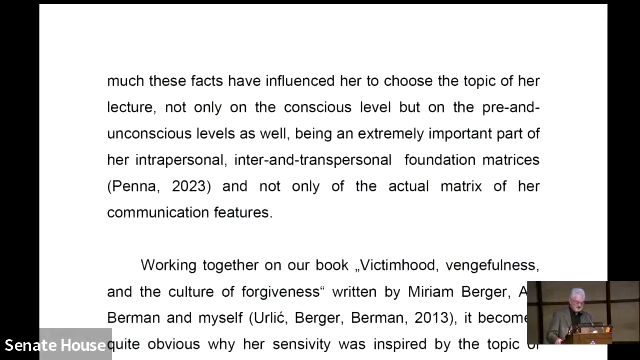 much these facts have influenced her to choose the topic of her
lecture, not only on the conscious level but on the pre-and-
unconscious levels as well, being an extremely important part of
her intrapersonal, inter-and-transpersonal foundation matrices
(Penna, 2023) and not only of the actual matrix of her
communication features.
Working together on our book „Victimhood, vengefulness,
and the culture of forgiveness“ written by Miriam Berger,
Berman and myself (Urlić, Berger, Berman, 2013), it
quite obvious why her sensivity was inspired by the topic of
Senate House